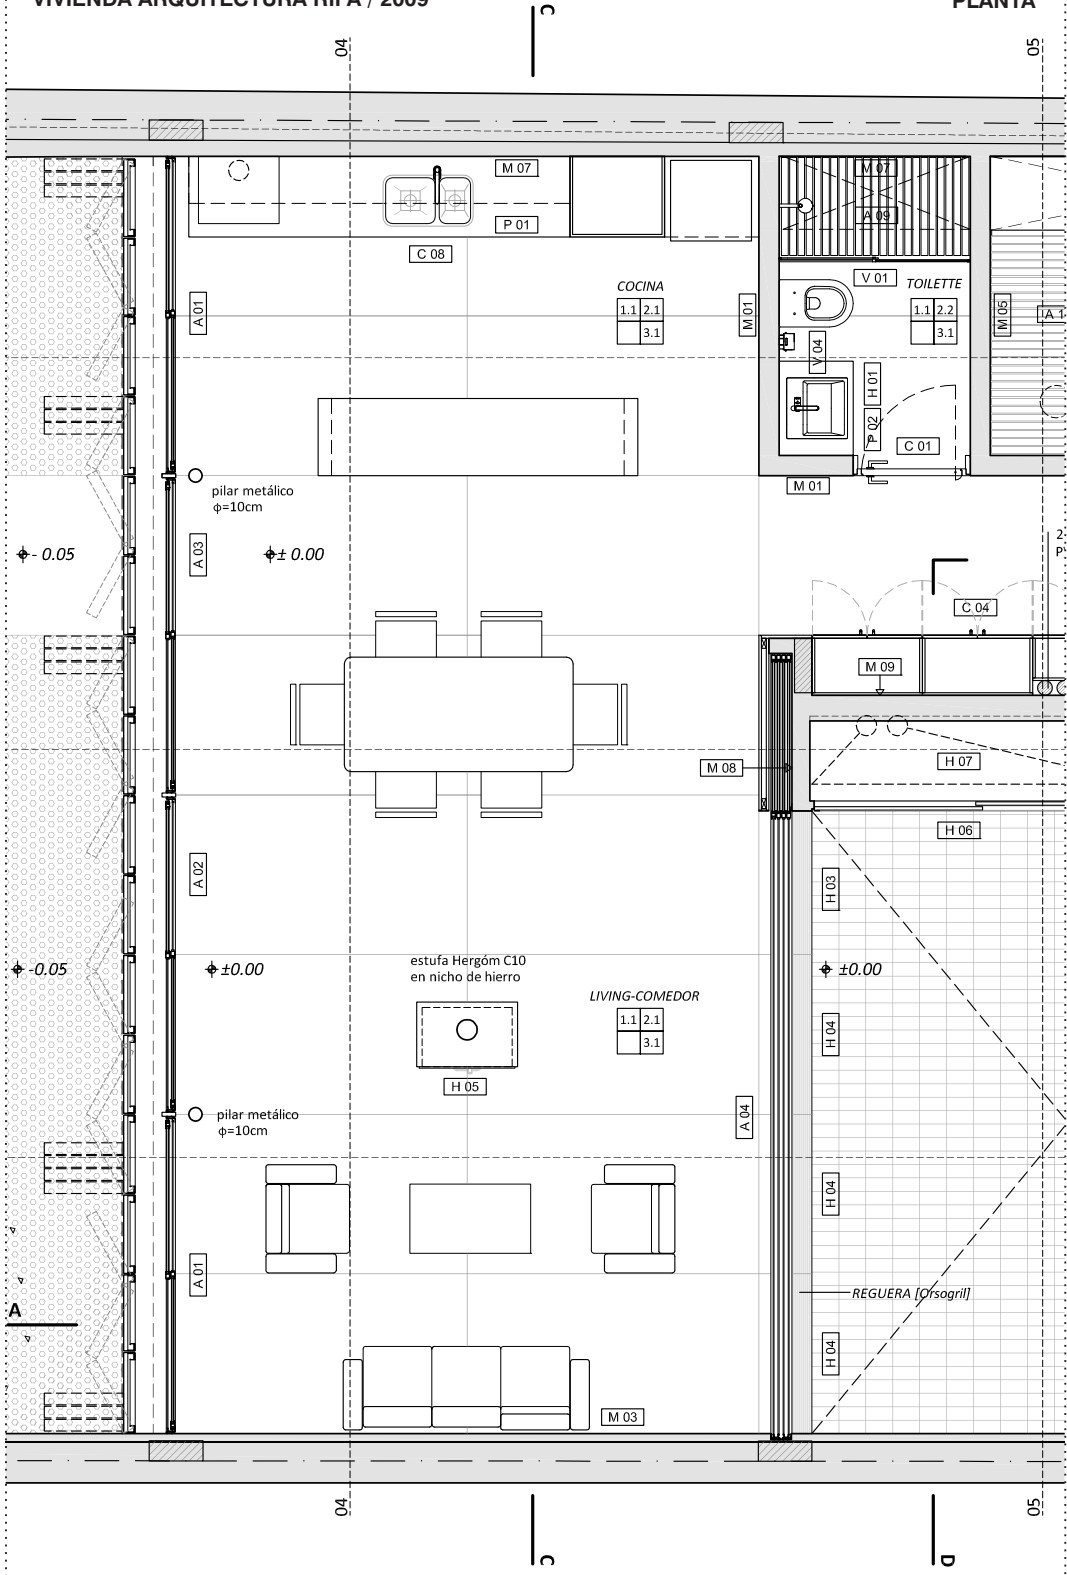 VIVIENDA ARQUITECTURA RIFA / 2009
PLANTA
04
C
05
M 07
M 07
P 01
A 09
C 08
V 01
COCINA
TOILETTE
1.1 2.1
3.1
1.1 2.2
3.1
A 01
M 01
M 05
A 1
V 04
H 01
P 02
C 01
M 01
pilar metálico
ϕ=10cm
- 0.05
A 03
± 0.00
2
P
C 04
M 09
M 08
H 07
H 06
A 02
H 03
estufa Hergóm C10
en nicho de hierro
-0.05
±0.00
±0.00
LIVING-COMEDOR
1.1 2.1
3.1
H 04
H 05
A 04
pilar metálico
ϕ=10cm
H 04
A 01
REGUERA [Orsogril]
A
H 04
M 03
04
05
C
D